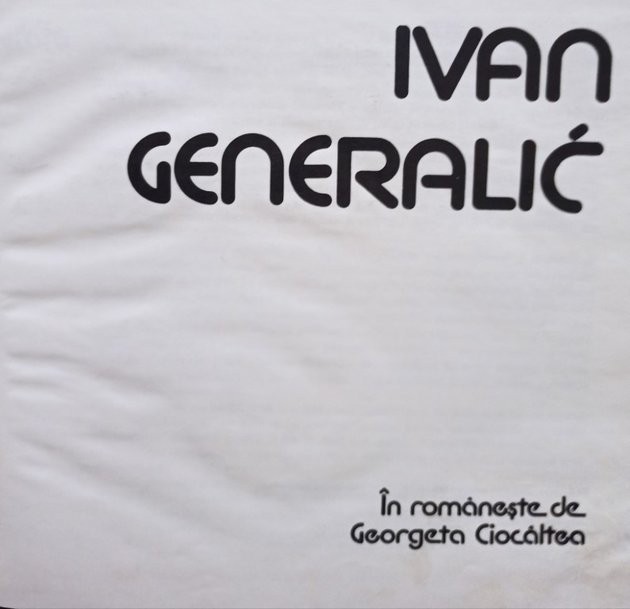 IVAN
GENERALIĆ
În românește de
Georgeta Ciocâltea